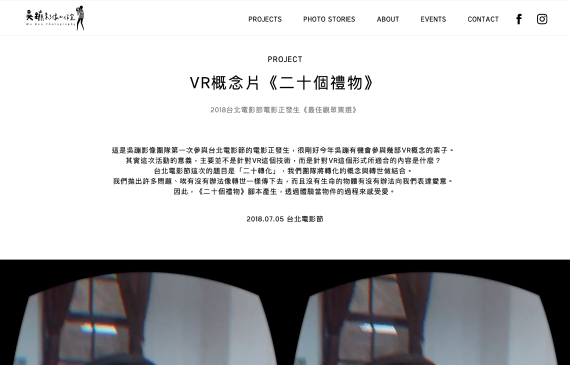 吳蹦影像工作室
PROJECTS
PHOTO STORIES
ABOUT
EVENTS
CONTACT
PROJECT
VR概念片《二十個禮物》
2018台北電影節電影正發生《最佳觀眾票選》
這是吳蹦影像團隊第一次參與台北電影節的電影正發生，很剛好今年吳蹦有機會參與幾部VR概念的案子。
其實這次活動的意義，主要並不是針對VR這個技術，而是針對VR這個形式所適合的內容是什麼？
台北電影節這次的題目是「二十轉化」，我們團隊將轉化的概念與轉世做結合。
我們拋出許多問題、唉有沒有辦法像轉世一樣傳下去，而且沒有生命的物體有沒有辦法向我們表達愛意。
因此，《二十個禮物》腳本產生，透過體驗當物件的過程來感受愛。
2018.07.05 台北電影節